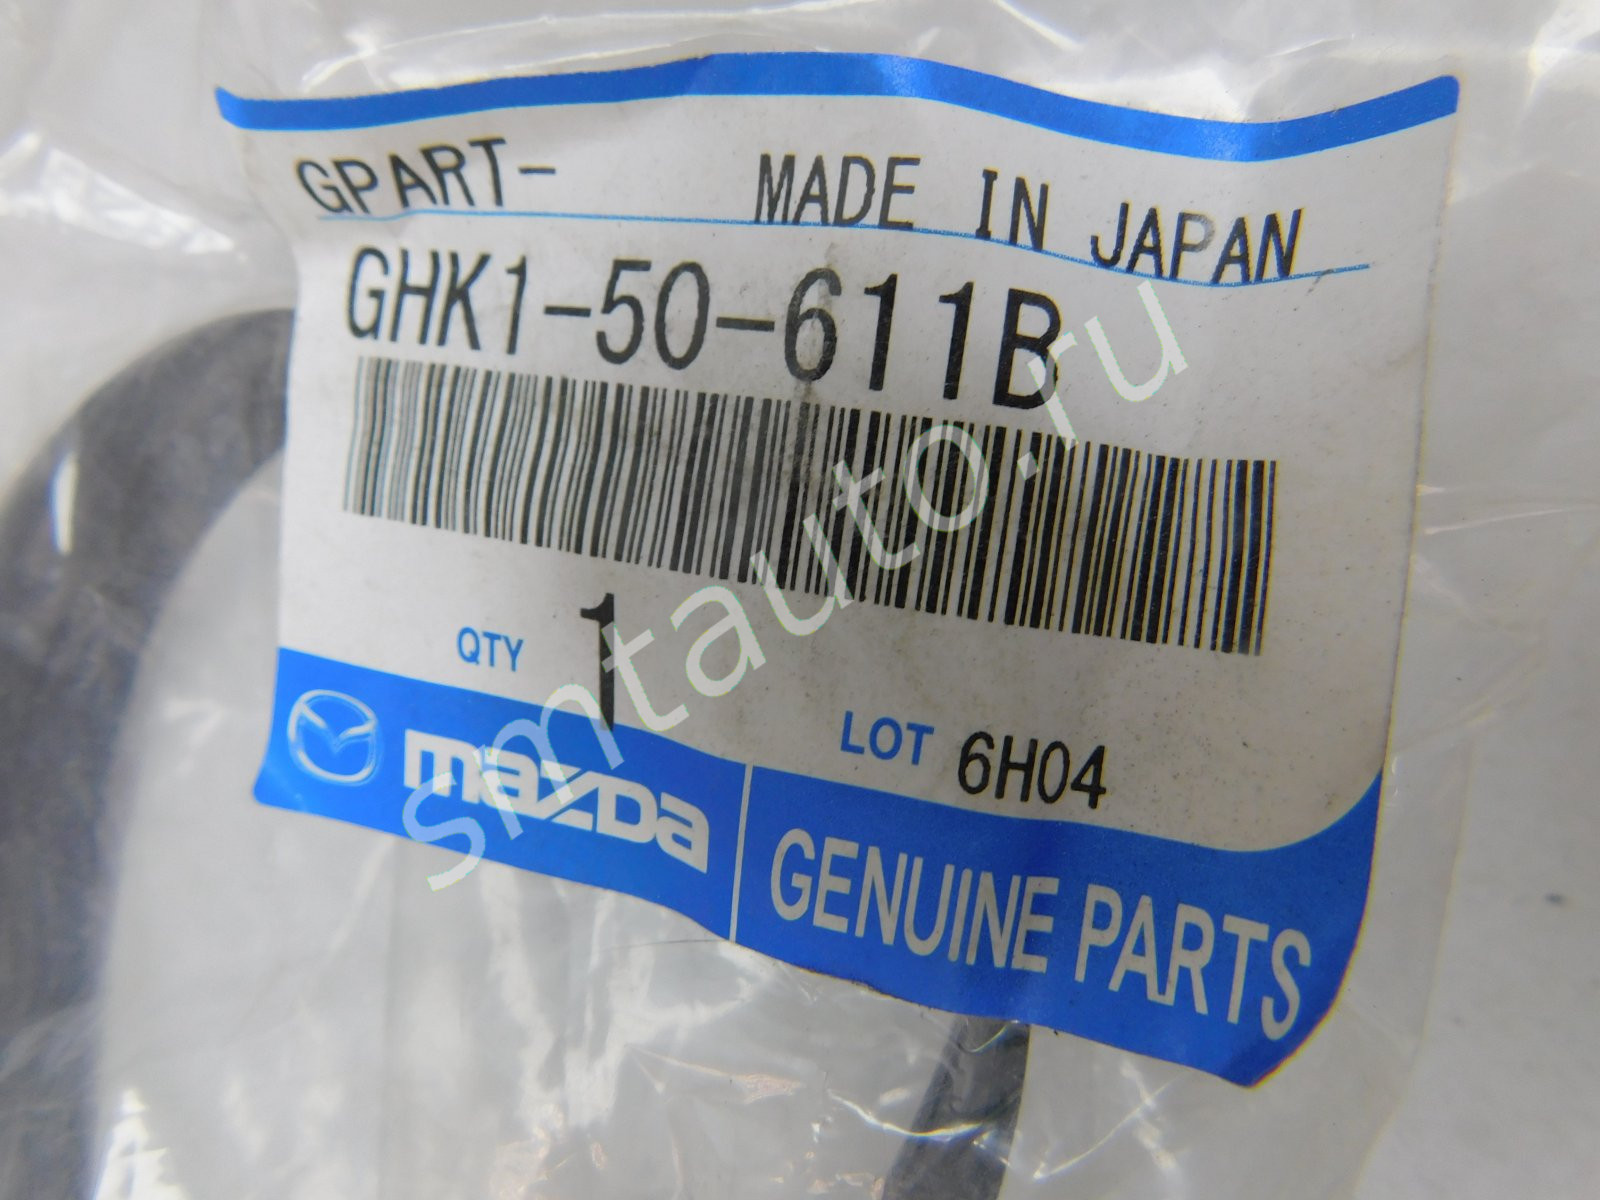 GPART- MADE IN JAPAN
GHK1-50-611B
QTY 1
LOT 6H04
mazda GENUINE PARTS
smtauto.ru